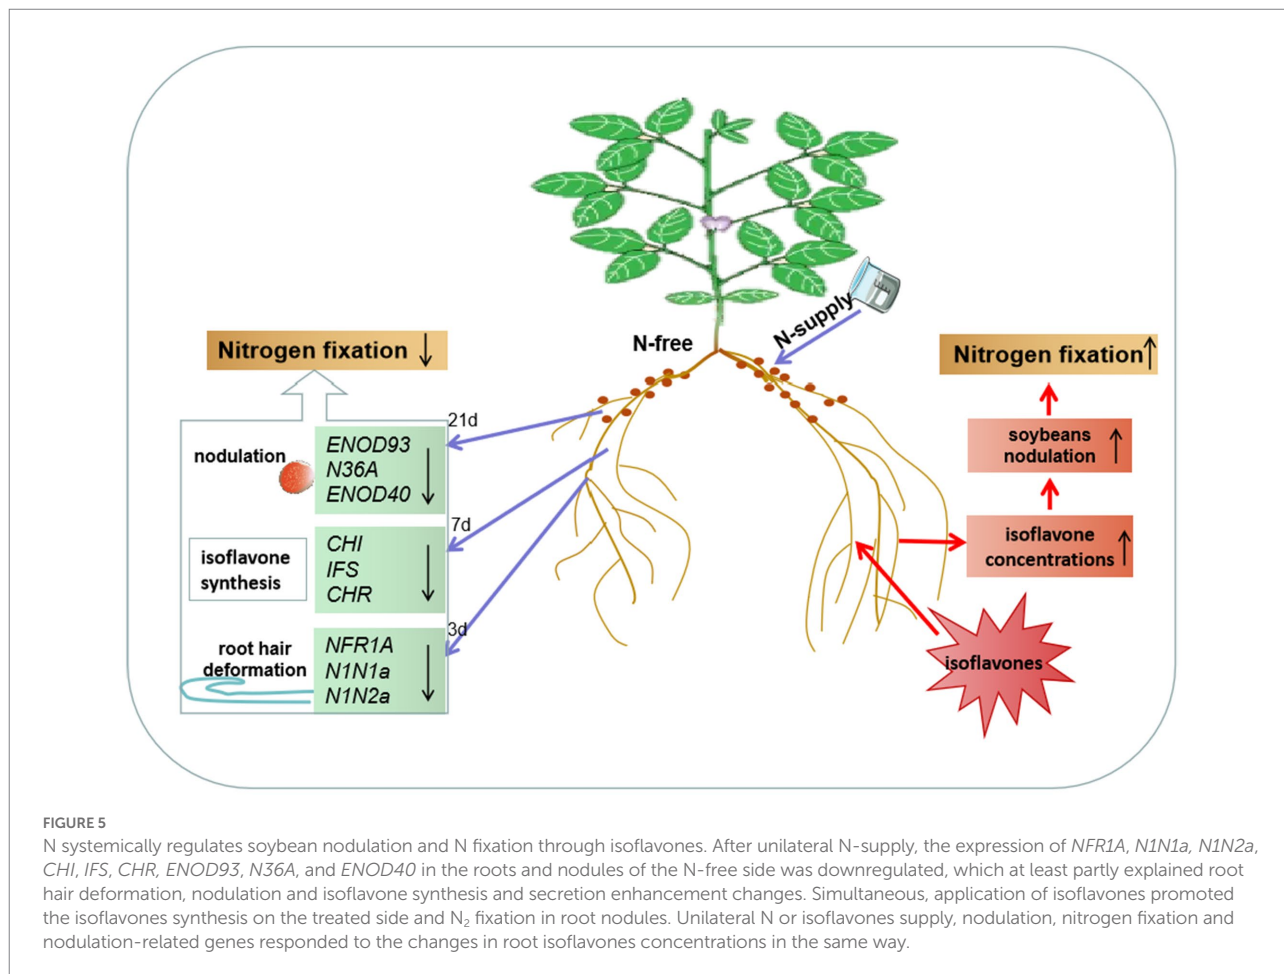 N-supply
N-free
Nitrogen fixation ↓
Nitrogen fixation ↑
21d
nodulation
ENOD93
N36A
ENOD40
↓
soybeans
nodulation
↑
7d
isoflavone
synthesis
CHI
IFS
CHR
↓
isoflavone
concentrations
↑
3d
root hair
deformation
NFR1A
N1N1a
N1N2a
↓
isoflavones
FIGURE 5
N systemically regulates soybean nodulation and N fixation through isoflavones. After unilateral N-supply, the expression of NFR1A, N1N1a, N1N2a,
CHI, IFS, CHR, ENOD93, N36A, and ENOD40 in the roots and nodules of the N-free side was downregulated, which at least partly explained root
hair deformation, nodulation and isoflavone synthesis and secretion enhancement changes. Simultaneous, application of isoflavones promoted
the isoflavones synthesis on the treated side and N₂ fixation in root nodules. Unilateral N or isoflavones supply, nodulation, nitrogen fixation and
nodulation-related genes responded to the changes in root isoflavones concentrations in the same way.